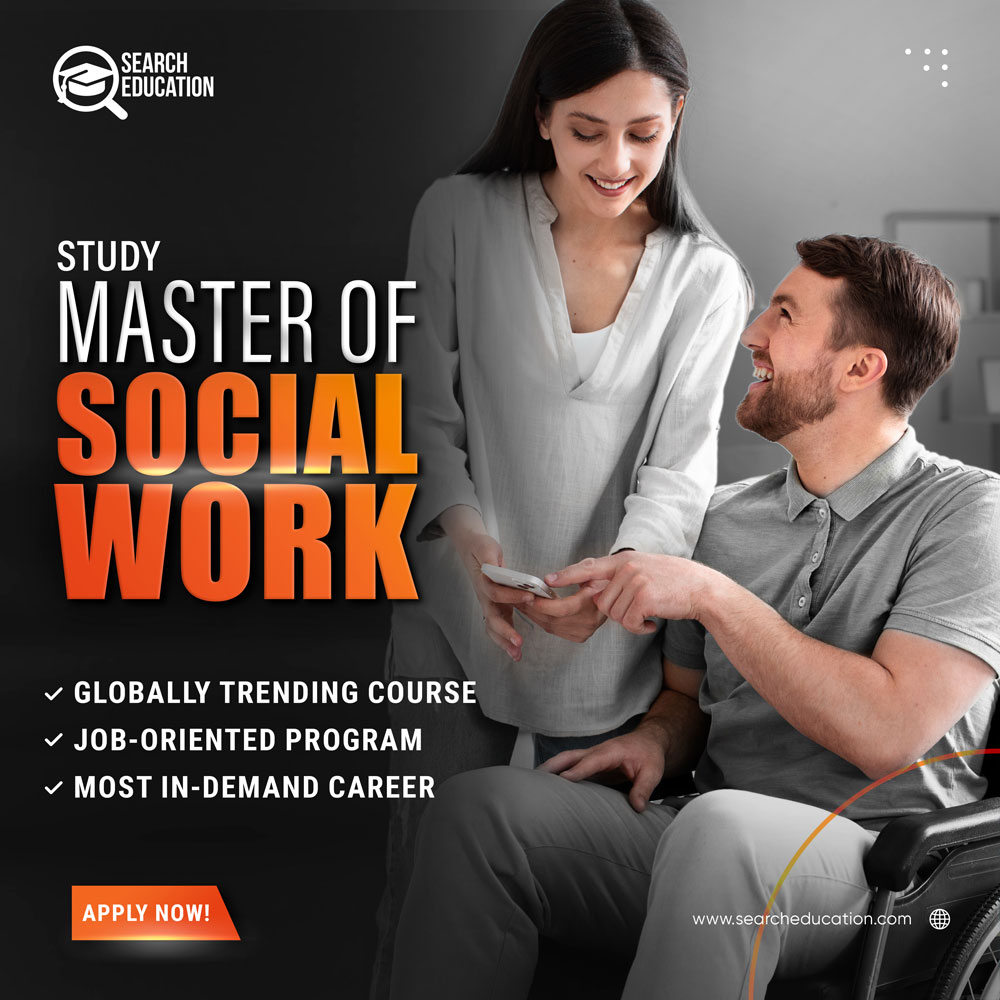 SEARCH
EDUCATION
STUDY
MASTER OF
SOCIAL
WORK
GLOBALLY TRENDING COURSE
JOB-ORIENTED PROGRAM
MOST IN-DEMAND CAREER
APPLY NOW!
www.searcheducation.com